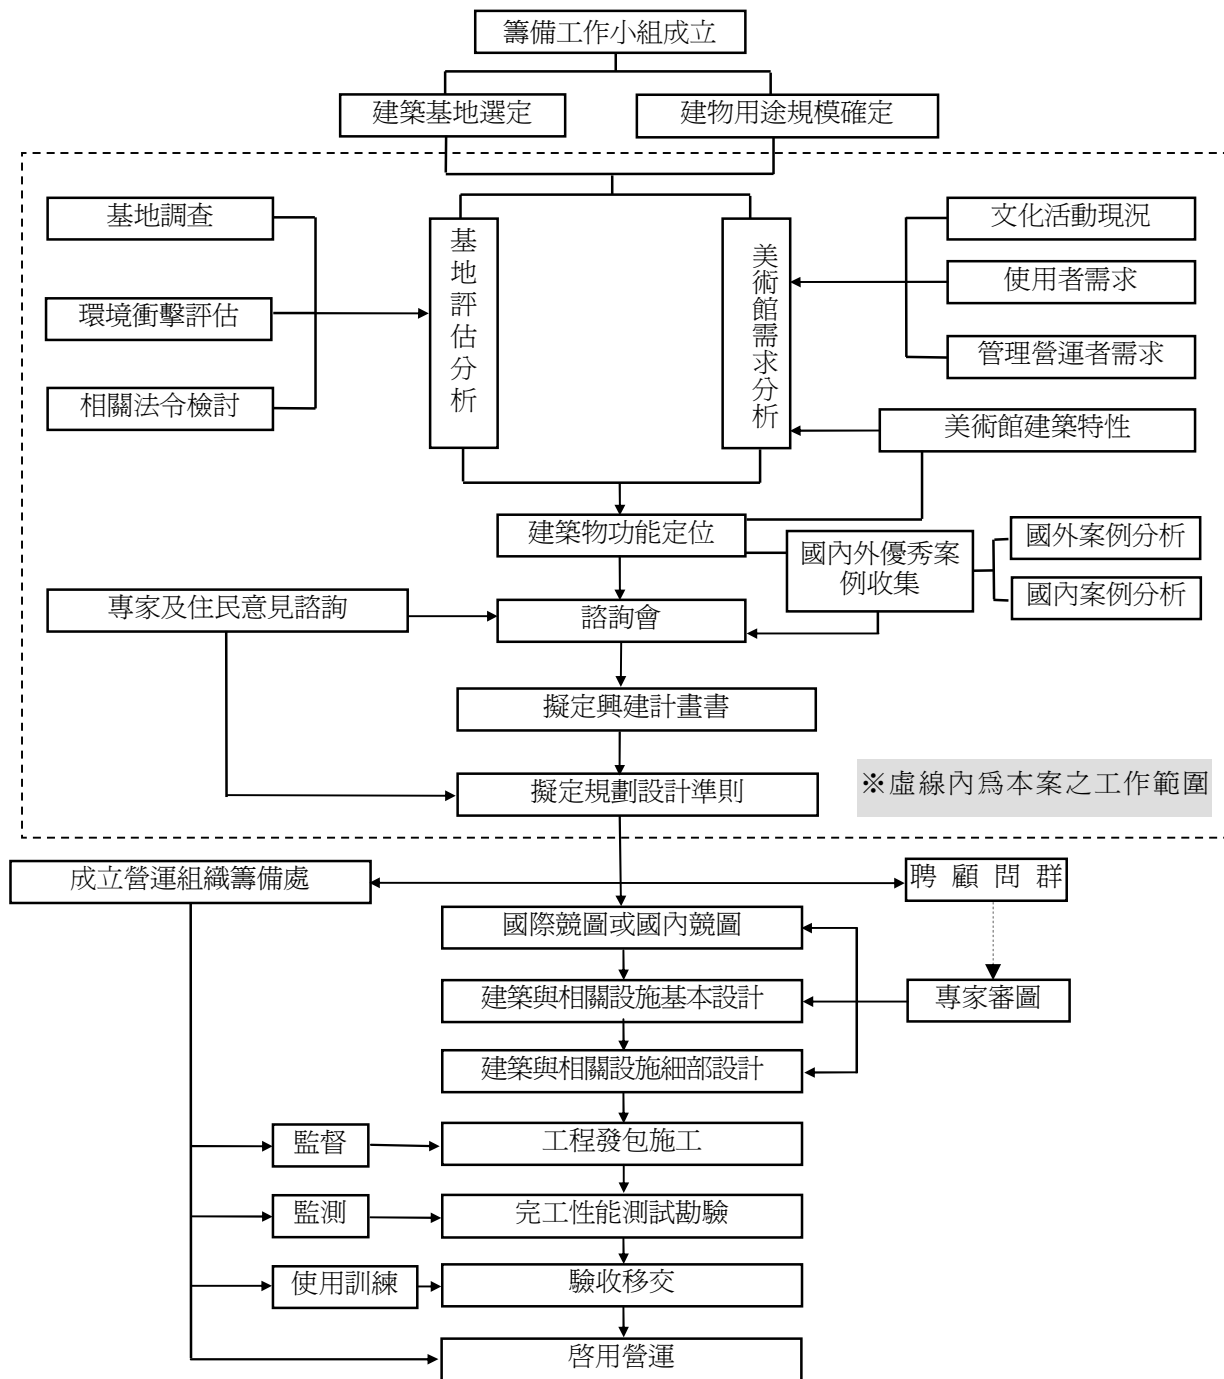 籌備工作小組成立
建築基地選定
建物用途規模確定
基地調查
環境衝擊評估
相關法令檢討
基地評估分析
美術館需求分析
文化活動現況
使用者需求
管理營運者需求
美術館建築特性
建築物功能定位
國內外優秀案
例收集
國外案例分析
國內案例分析
專家及住民意見諮詢
諮詢會
擬定興建計畫書
擬定規劃設計準則
※虛線內為本案之工作範圍
成立營運組織籌備處
聘顧問群
國際競圖或國內競圖
建築與相關設施基本設計
專家審圖
建築與相關設施細部設計
監督
工程發包施工
監測
完工性能測試勘驗
使用訓練
驗收移交
啓用營運